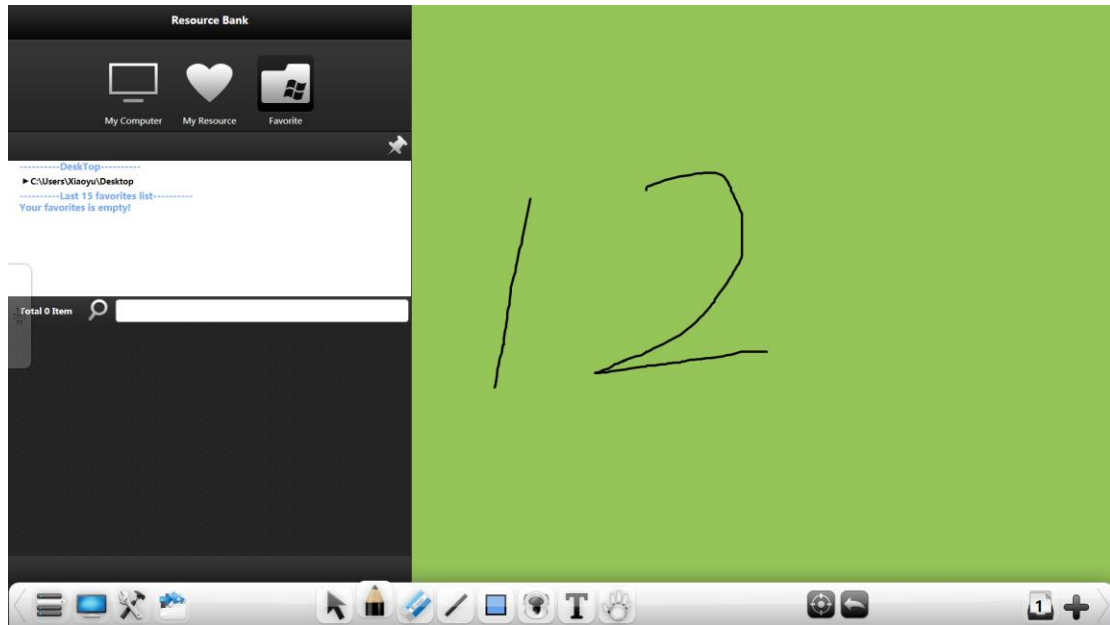 Resource Bank
My Computer My Resource Favorite
----------DeskTop----------
►C:\Users\Xiaoyu\Desktop
----------Last 15 favorites list----------
Your favorites is empty!
12
Total 0 Item
T
1